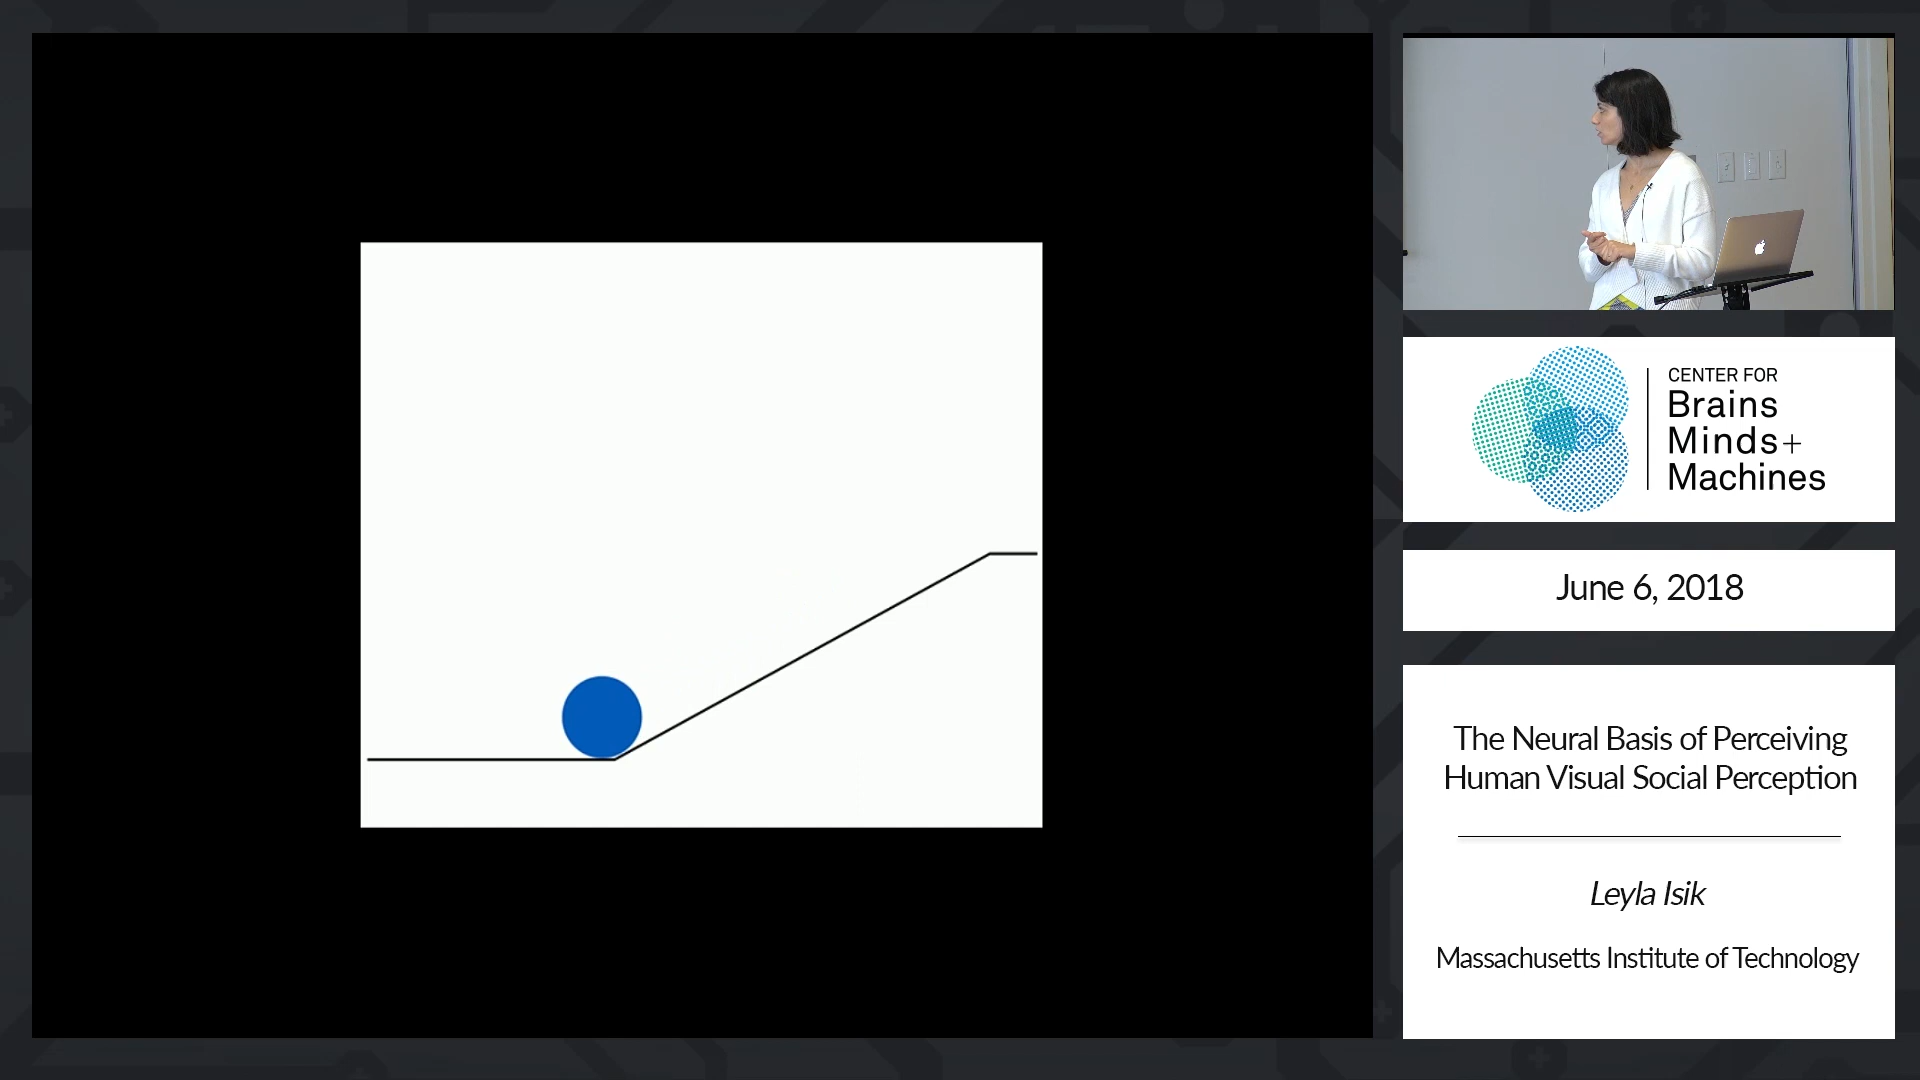 CENTER FOR
Brains
Minds+
Machines
June 6, 2018
The Neural Basis of Perceiving
Human Visual Social Perception
Leyla Isik
Massachusetts Institute of Technology